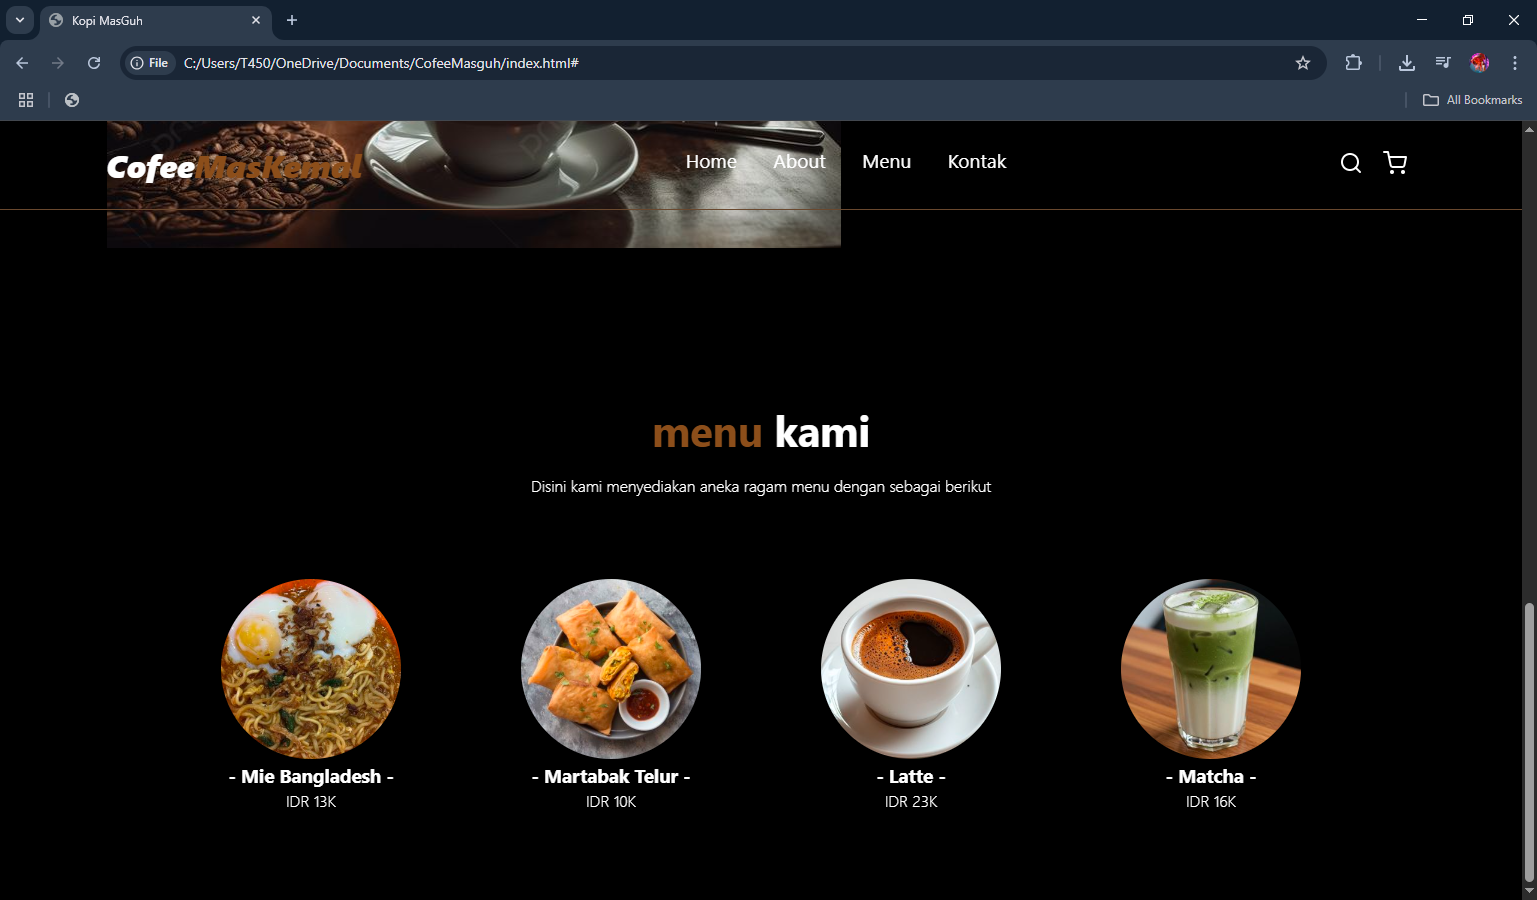 Kopi MasGuh
File C:/Users/T450/OneDrive/Documents/CofeeMasguh/index.html#
All Bookmarks
CofeeMasKemal Home About Menu Kontak
menu kami
Disini kami menyediakan aneka ragam menu dengan sebagai berikut
- Mie Bangladesh - - Martabak Telur - - Latte - - Matcha -
IDR 13K IDR 10K IDR 23K IDR 16K